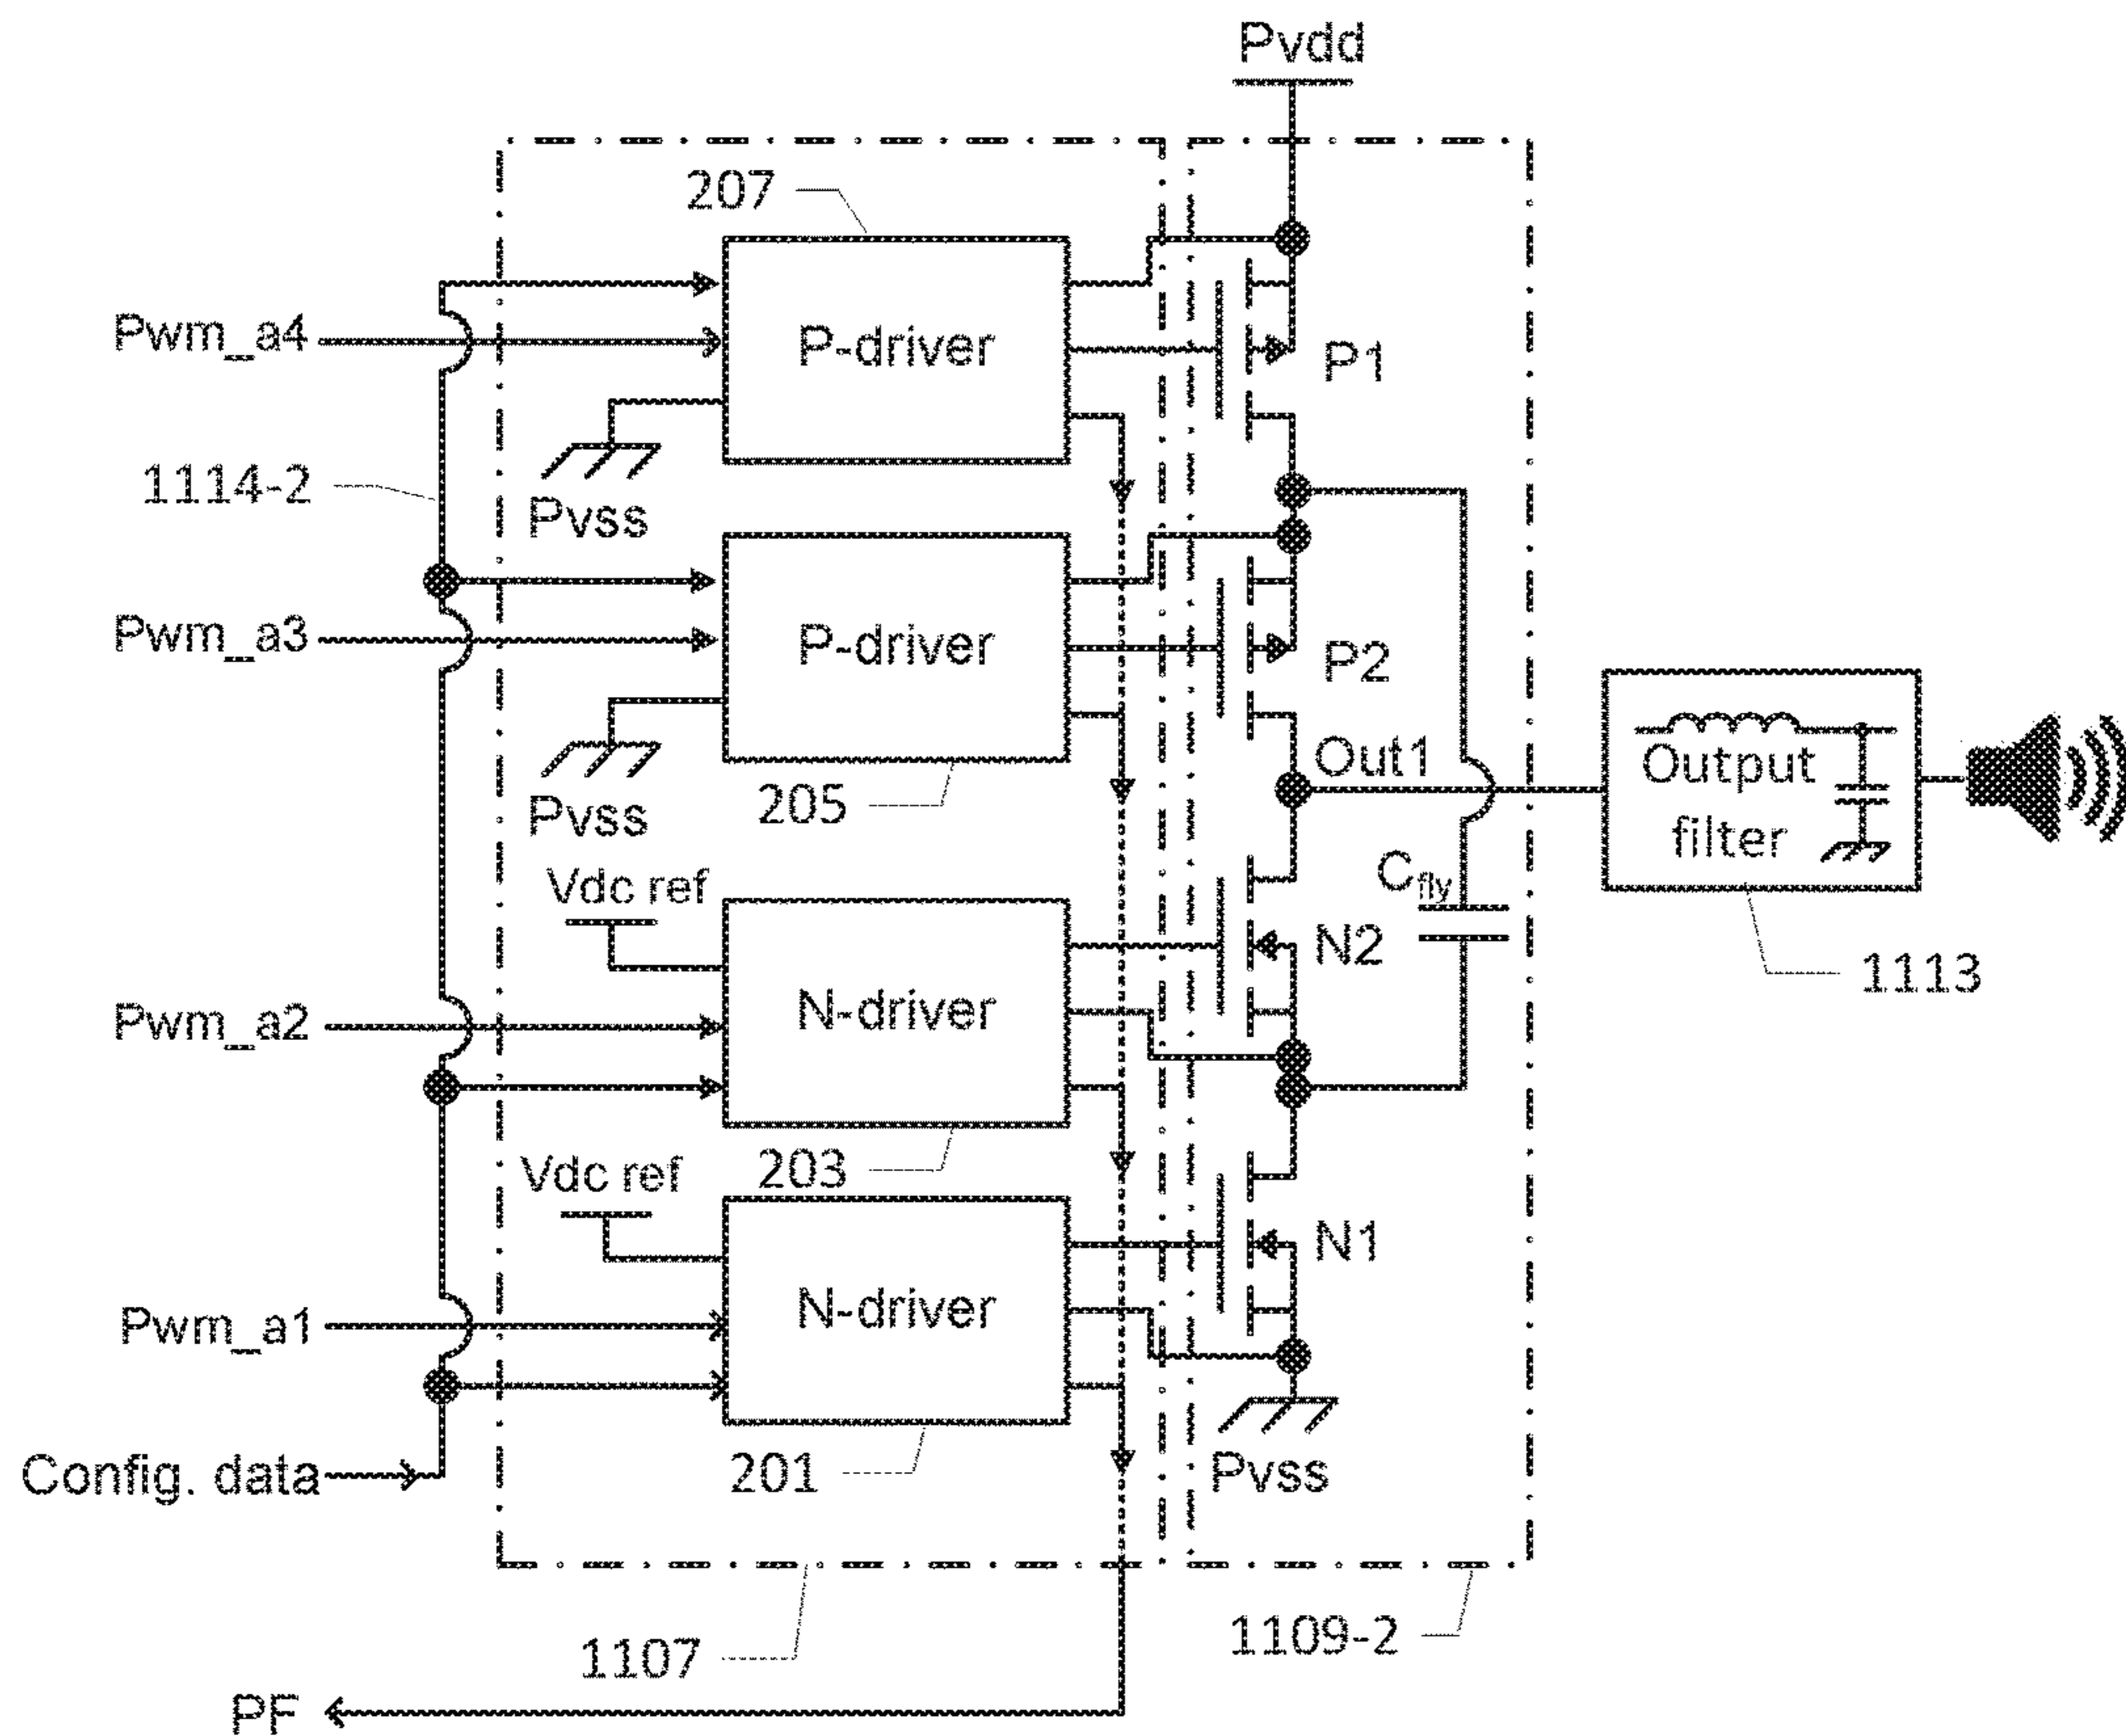 Pvdd
207
Pwm_a4
P-driver
P1
1114-2
Pvss
Pwm_a3
P-driver
P2
Out1
Output
filter
205
Pvss
Vdc ref
Cfly
N2
1113
Pwm_a2
N-driver
203
Vdc ref
N1
Pwm_a1
N-driver
201
Pvss
Config. data
1109-2
1107
PF